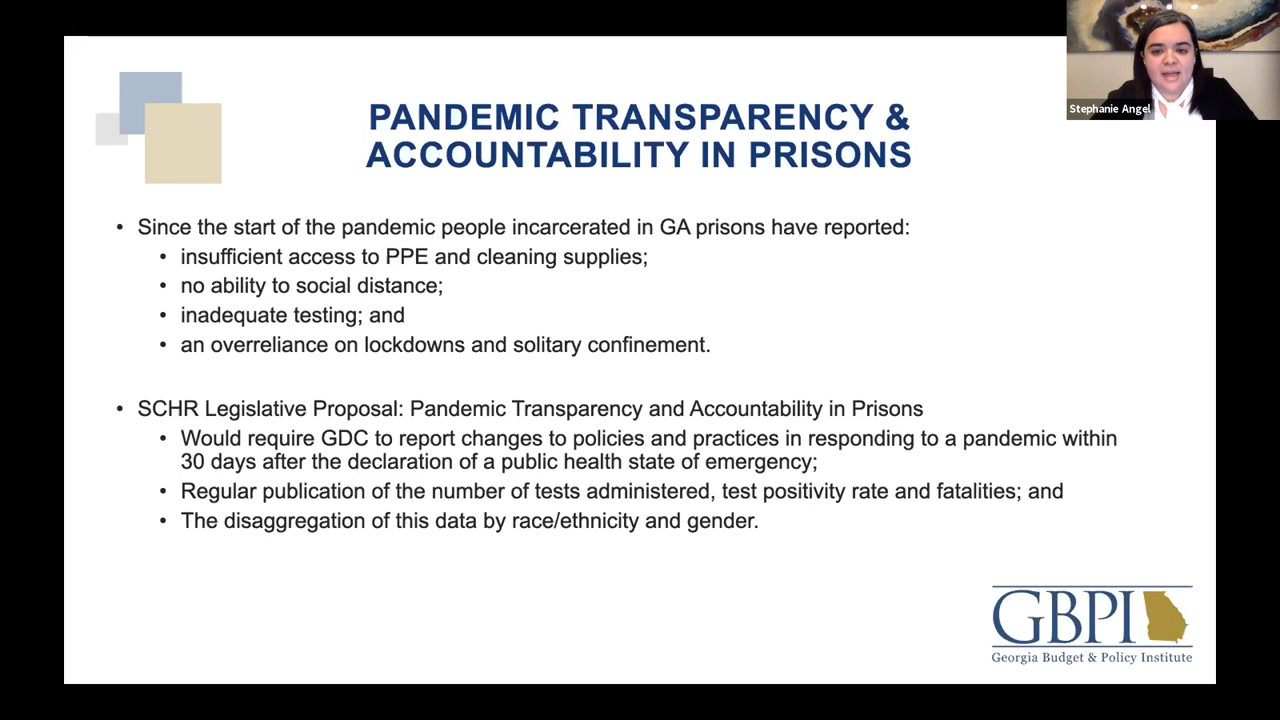 Stephanie Angel
PANDEMIC TRANSPARENCY &
ACCOUNTABILITY IN PRISONS
• Since the start of the pandemic people incarcerated in GA prisons have reported:
• insufficient access to PPE and cleaning supplies;
• no ability to social distance;
• inadequate testing; and
• an overreliance on lockdowns and solitary confinement.
• SCHR Legislative Proposal: Pandemic Transparency and Accountability in Prisons
• Would require GDC to report changes to policies and practices in responding to a pandemic within
30 days after the declaration of a public health state of emergency;
• Regular publication of the number of tests administered, test positivity rate and fatalities; and
• The disaggregation of this data by race/ethnicity and gender.
GBPI
Georgia Budget & Policy Institute